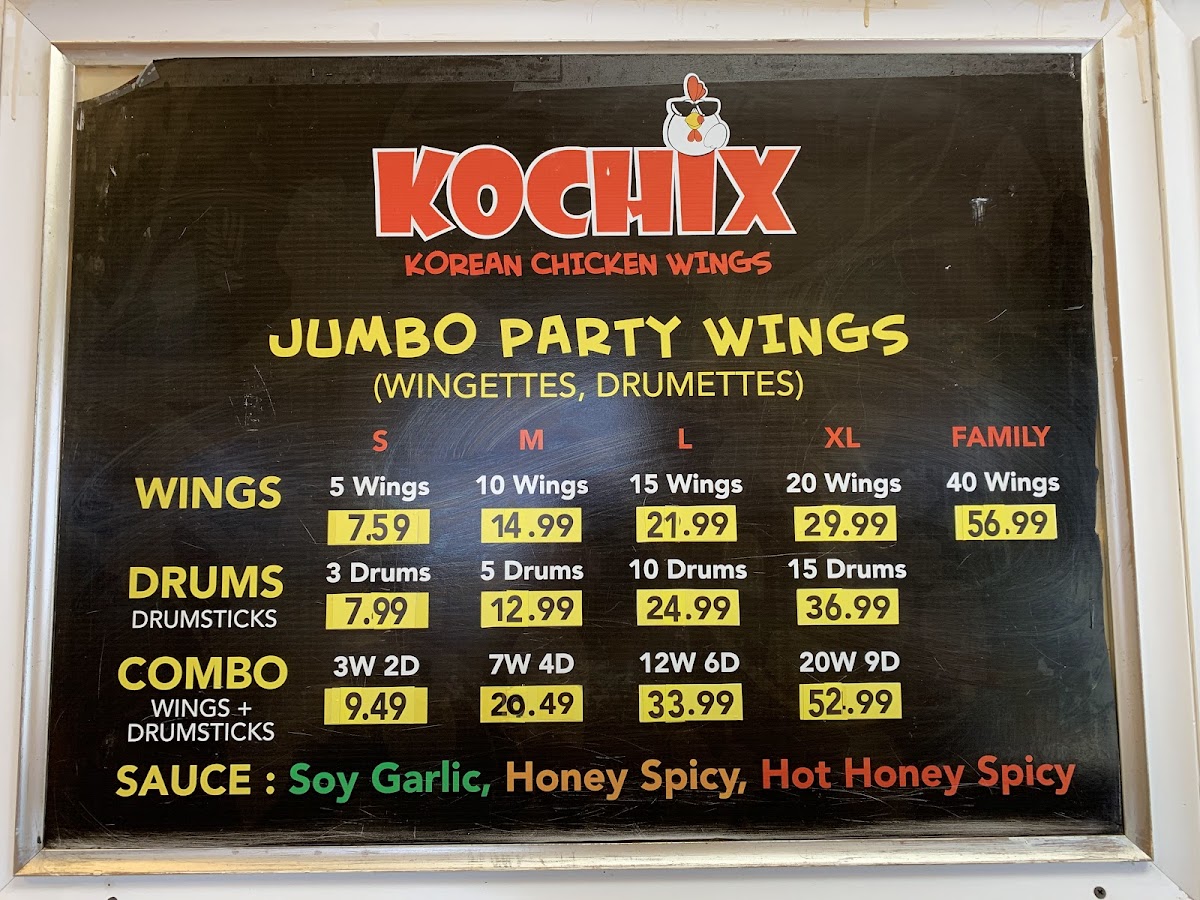 KOCHIX
KOREAN CHICKEN WINGS
JUMBO PARTY WINGS
(WINGETTES, DRUMETTES)
S M L XL FAMILY
WINGS 5 Wings 10 Wings 15 Wings 20 Wings 40 Wings
7.59 14.99 21.99 29.99 56.99
DRUMS 3 Drums 5 Drums 10 Drums 15 Drums
DRUMSTICKS 7.99 12.99 24.99 36.99
COMBO 3W 2D 7W 4D 12W 6D 20W 9D
WINGS + 9.49 20.49 33.99 52.99
DRUMSTICKS
SAUCE : Soy Garlic, Honey Spicy, Hot Honey Spicy